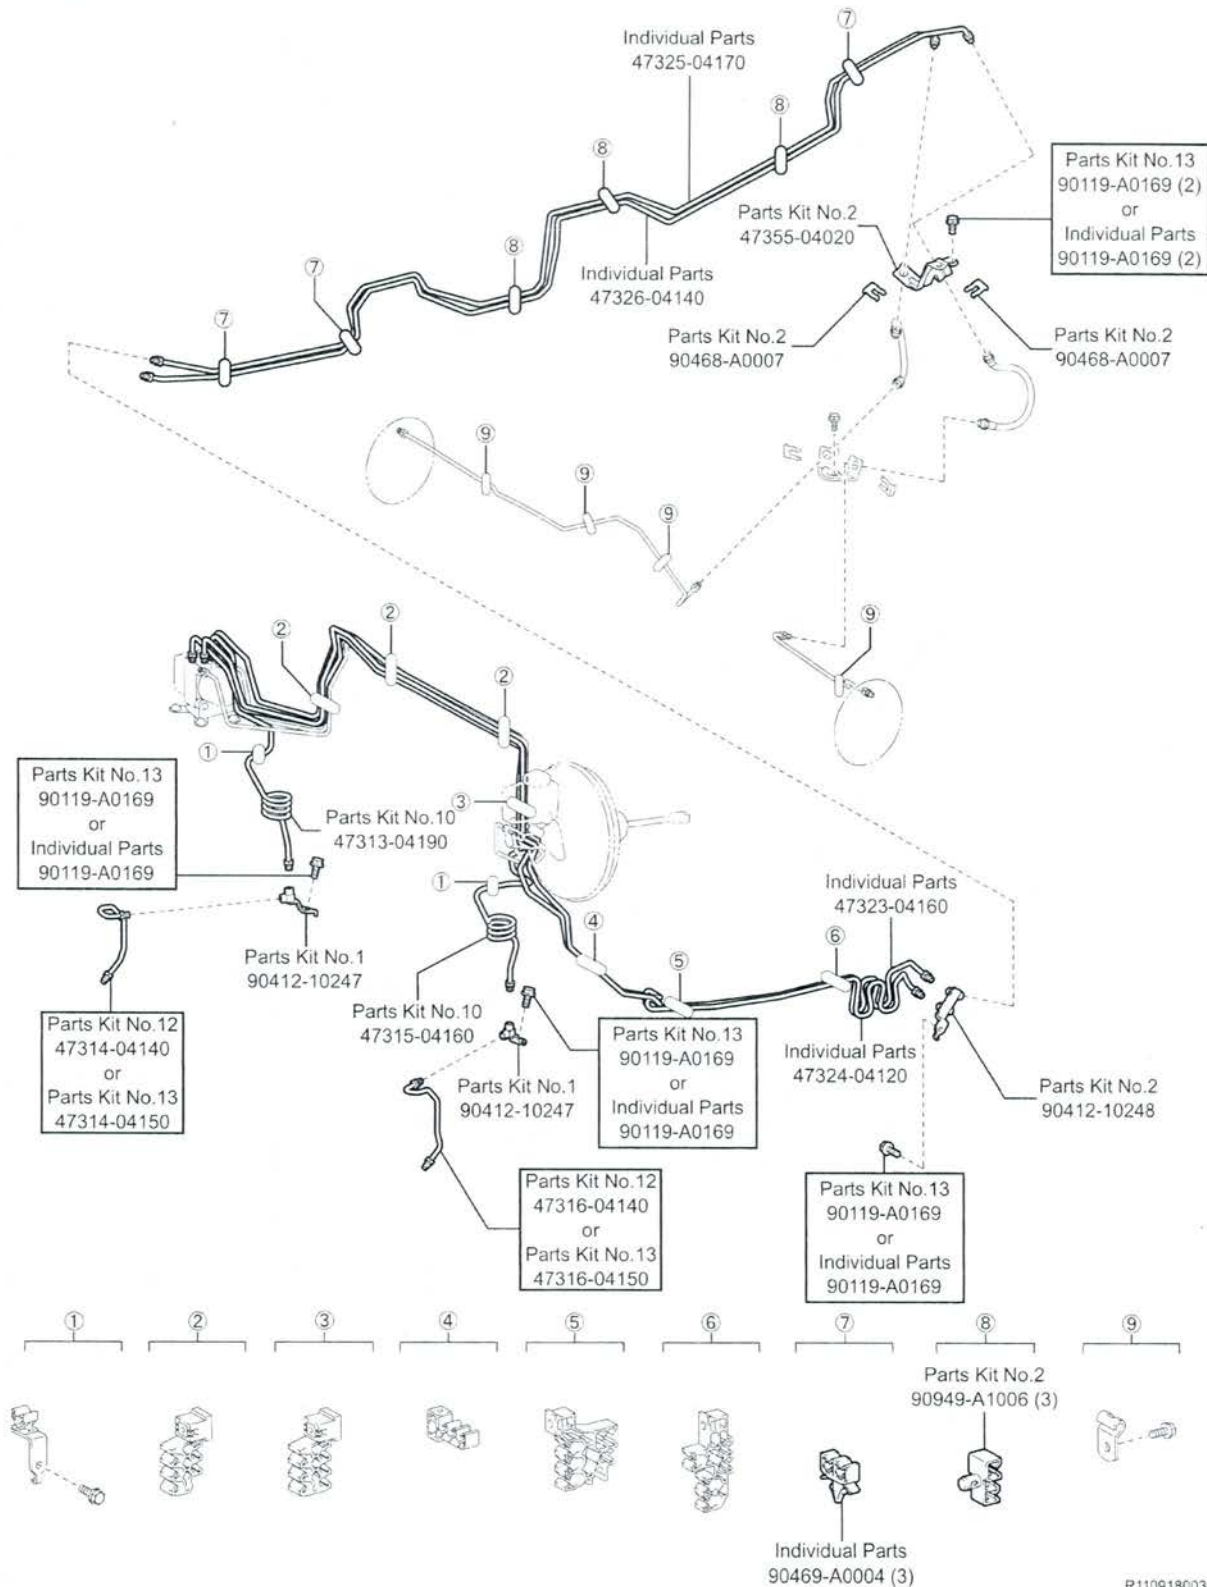 ⑦
Individual Parts
47325-04170
⑧
⑧
Parts Kit No.13
90119-A0169 (2)
or
Individual Parts
90119-A0169 (2)
Parts Kit No.2
47355-04020
⑧
⑦
Individual Parts
47326-04140
⑦
Parts Kit No.2
90468-A0007
Parts Kit No.2
90468-A0007
⑨
⑨
⑨
②
②
②
⑨
①
Parts Kit No.13
90119-A0169
or
Individual Parts
90119-A0169
③
Parts Kit No.10
47313-04190
①
Individual Parts
47323-04160
④
⑥
⑤
Parts Kit No.1
90412-10247
Parts Kit No.10
47315-04160
Parts Kit No.12
47314-04140
or
Parts Kit No.13
47314-04150
Parts Kit No.13
90119-A0169
or
Individual Parts
90119-A0169
Individual Parts
47324-04120
Parts Kit No.1
90412-10247
Parts Kit No.2
90412-10248
Parts Kit No.12
47316-04140
or
Parts Kit No.13
47316-04150
Parts Kit No.13
90119-A0169
or
Individual Parts
90119-A0169
① ② ③ ④ ⑤ ⑥ ⑦ ⑧ ⑨
Parts Kit No.2
90949-A1006 (3)
Individual Parts
90469-A0004 (3)
R110918003